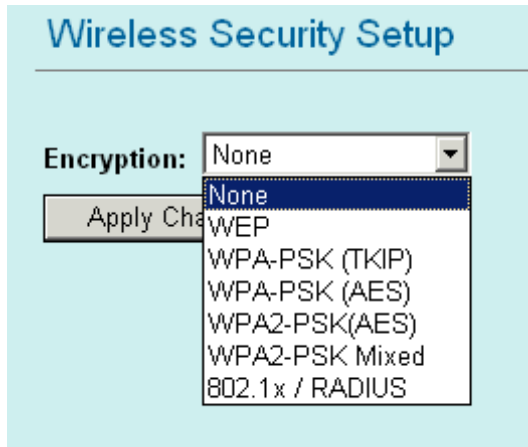 Wireless Security Setup
Encryption: None
None
Apply Cha
WEP
WPA-PSK (TKIP)
WPA-PSK (AES)
WPA2-PSK(AES)
WPA2-PSK Mixed
802.1x / RADIUS